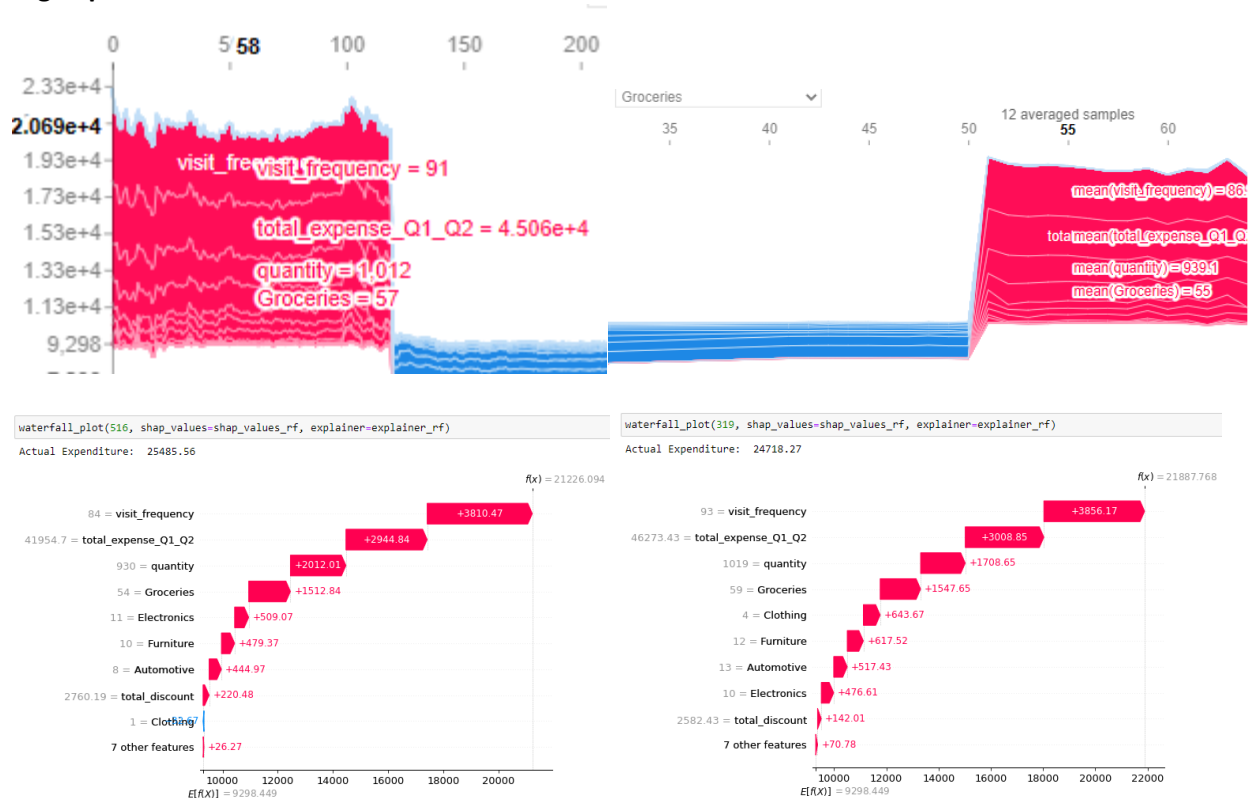 0 5 58 100 150 200
2.33e+4
2.069e+4
1.93e+4
visit_fre
visit_frequency = 91
1.73e+4
total_expense_Q1_Q2 = 4.506e+4
1.53e+4
quantity = 1,012
1.33e+4
Groceries = 57
1.13e+4
9,298
Groceries
12 averaged samples
35 40 45 50 55 60
mean(visit_frequency) = 86.
tota mean(total_expense_Q1_Q
mean(quantity) = 939.1
mean(Groceries) = 55
waterfall_plot(516, shap_values=shap_values_rf, explainer=explainer_rf)
Actual Expenditure: 25485.56
f(x) = 21226.094
84 = visit_frequency +3810.47
41954.7 = total_expense_Q1_Q2 +2944.84
930 = quantity +2012.01
54 = Groceries +1512.84
11 = Electronics +509.07
10 = Furniture +479.37
8 = Automotive +444.97
2760.19 = total_discount +220.48
1 = Clothing
7 other features +26.27
10000 12000 14000 16000 18000 20000
E[f(X)] = 9298.449
waterfall_plot(319, shap_values=shap_values_rf, explainer=explainer_rf)
Actual Expenditure: 24718.27
f(x) = 21887.768
93 = visit_frequency +3856.17
46273.43 = total_expense_Q1_Q2 +3008.85
1019 = quantity +1708.65
59 = Groceries +1547.65
4 = Clothing +643.67
12 = Furniture +617.52
13 = Automotive +517.43
10 = Electronics +476.61
2582.43 = total_discount +142.01
7 other features +70.78
10000 12000 14000 16000 18000 20000 22000
E[f(X)] = 9298.449